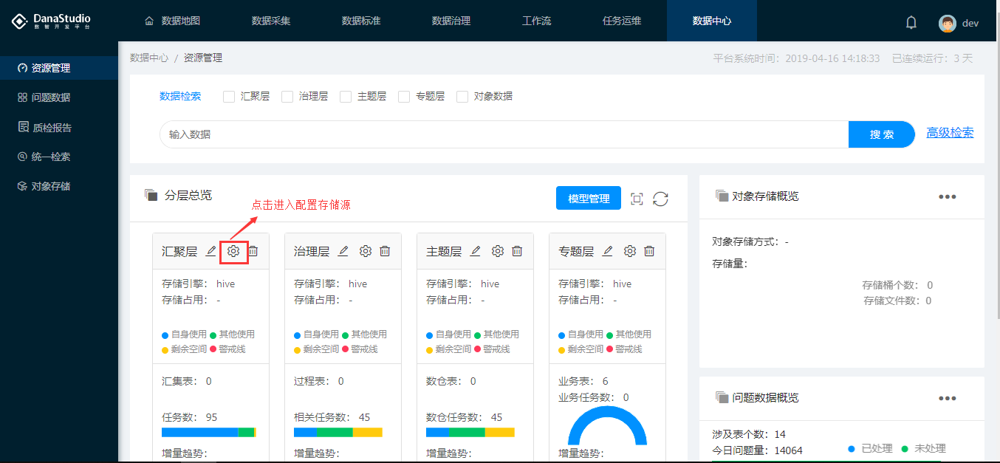 DanaStudio
数智开发平台
数据地图 数据采集 数据标准 数据治理 工作流 任务运维 数据中心 dev
资源管理
问题数据
质检报告
统一检索
对象存储
数据中心 / 资源管理 平台系统时间：2019-04-16 14:18:33 已连续运行：3 天
数据检索 汇聚层 治理层 主题层 专题层 对象数据
输入数据 搜 索 高级检索
分层总览 模型管理
点击进入配置存储源
汇聚层
存储引擎： hive
存储占用： -
自身使用 其他使用
剩余空间 警戒线
汇集表： 0
任务数： 95
增量趋势：
治理层
存储引擎： hive
存储占用： -
自身使用 其他使用
剩余空间 警戒线
过程表： 0
相关任务数： 45
增量趋势：
主题层
存储引擎： hive
存储占用： -
自身使用 其他使用
剩余空间 警戒线
数仓表： 0
数仓任务数： 45
增量趋势：
专题层
存储引擎： hive
存储占用： -
自身使用 其他使用
剩余空间 警戒线
业务表： 6
业务任务数： 0
增量趋势：
对象存储概览
对象存储方式：-
存储量：
存储桶个数： 0
存储文件数：0
问题数据概览
涉及表个数：14
今日问题量：14064 已处理 未处理